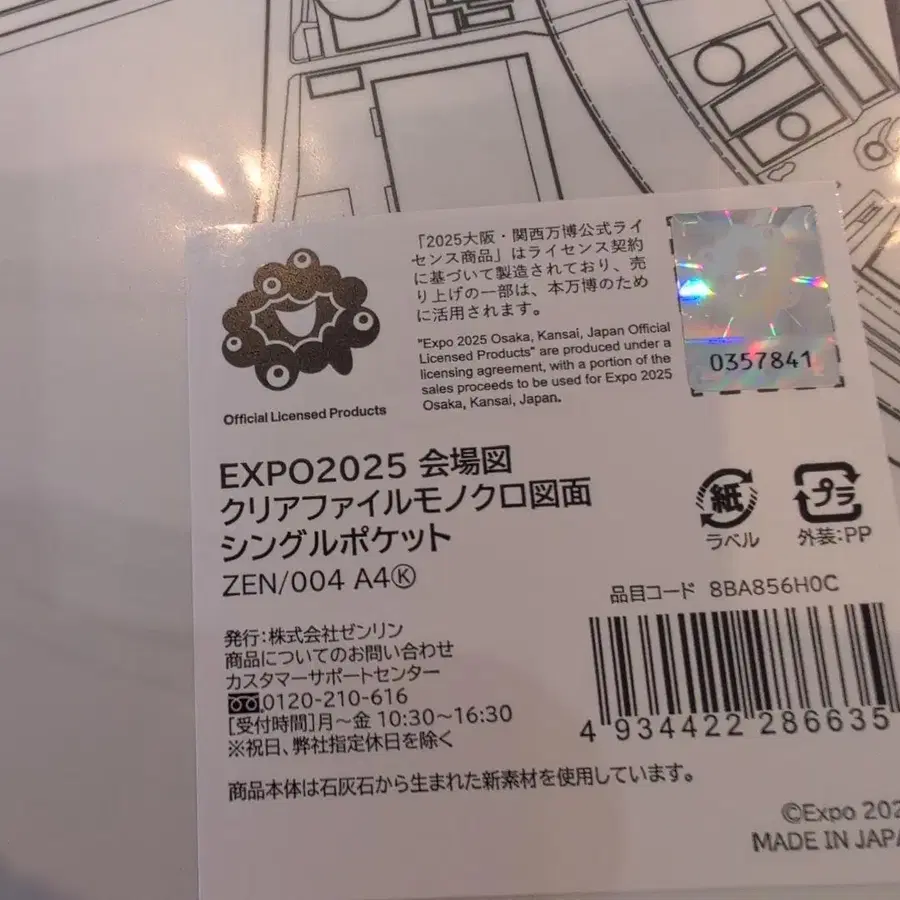 「2025大阪・関西万博公式ライ
センス商品」はライセンス契約
に基づいて製造されており、売
り上げの一部は、本万博のため
に活用されます。
"Expo 2025 Osaka, Kansai, Japan Official
Licensed Products" are produced under a
licensing agreement, with a portion of the
sales proceeds to be used for Expo 2025
Osaka, Kansai, Japan.
0357841
Official Licensed Products
EXPO2025 会場図
クリアファイルモノクロ図面
シングルポケット
ZEN/004 A4Ⓚ
紙
ラベル
プラ
外装:PP
品目コード 8BA856H0C
4 934422 286635
発行:株式会社ゼンリン
商品についてのお問い合わせ
カスタマーサポートセンター
0120-210-616
[受付時間]月〜金 10:30〜16:30
※祝日、弊社指定休日を除く
商品本体は石灰石から生まれた新素材を使用しています。
©Expo 202
MADE IN JAPA